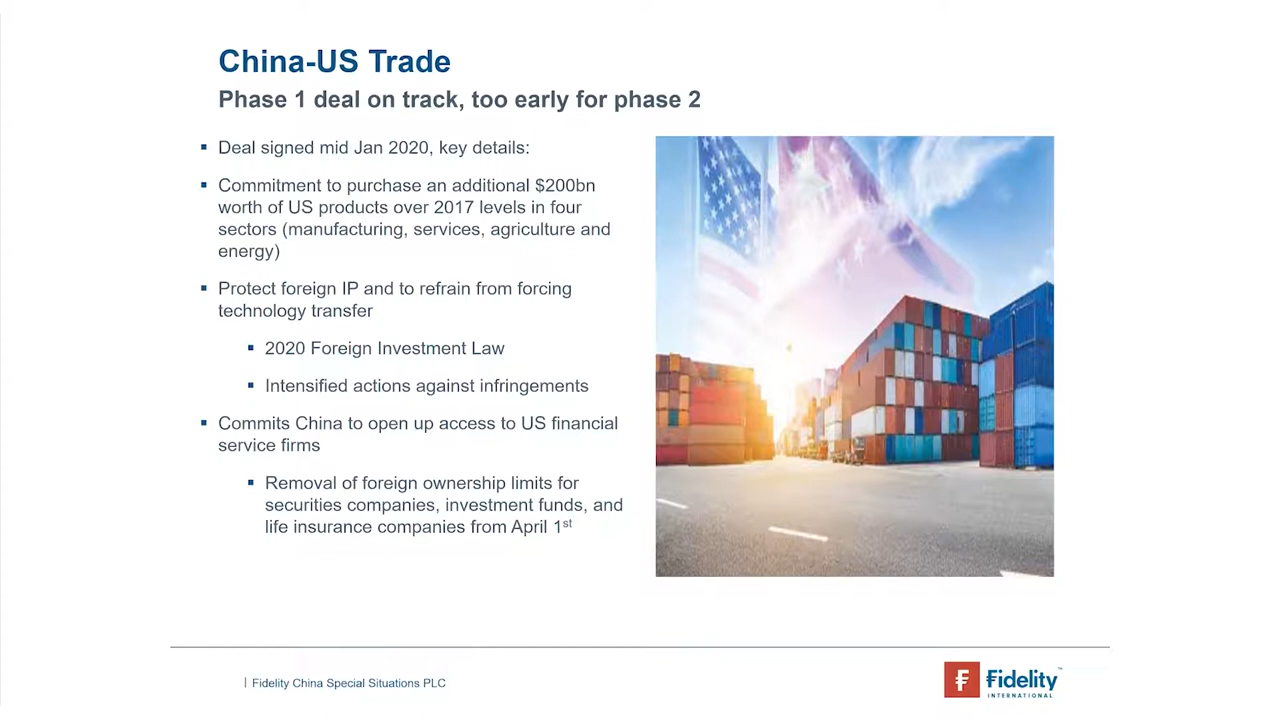 China-US Trade
Phase 1 deal on track, too early for phase 2
▪ Deal signed mid Jan 2020, key details:
▪ Commitment to purchase an additional $200bn
worth of US products over 2017 levels in four
sectors (manufacturing, services, agriculture and
energy)
▪ Protect foreign IP and to refrain from forcing
technology transfer
▪ 2020 Foreign Investment Law
▪ Intensified actions against infringements
▪ Commits China to open up access to US financial
service firms
▪ Removal of foreign ownership limits for
securities companies, investment funds, and
life insurance companies from April 1st
| Fidelity China Special Situations PLC
Fidelity™
INTERNATIONAL